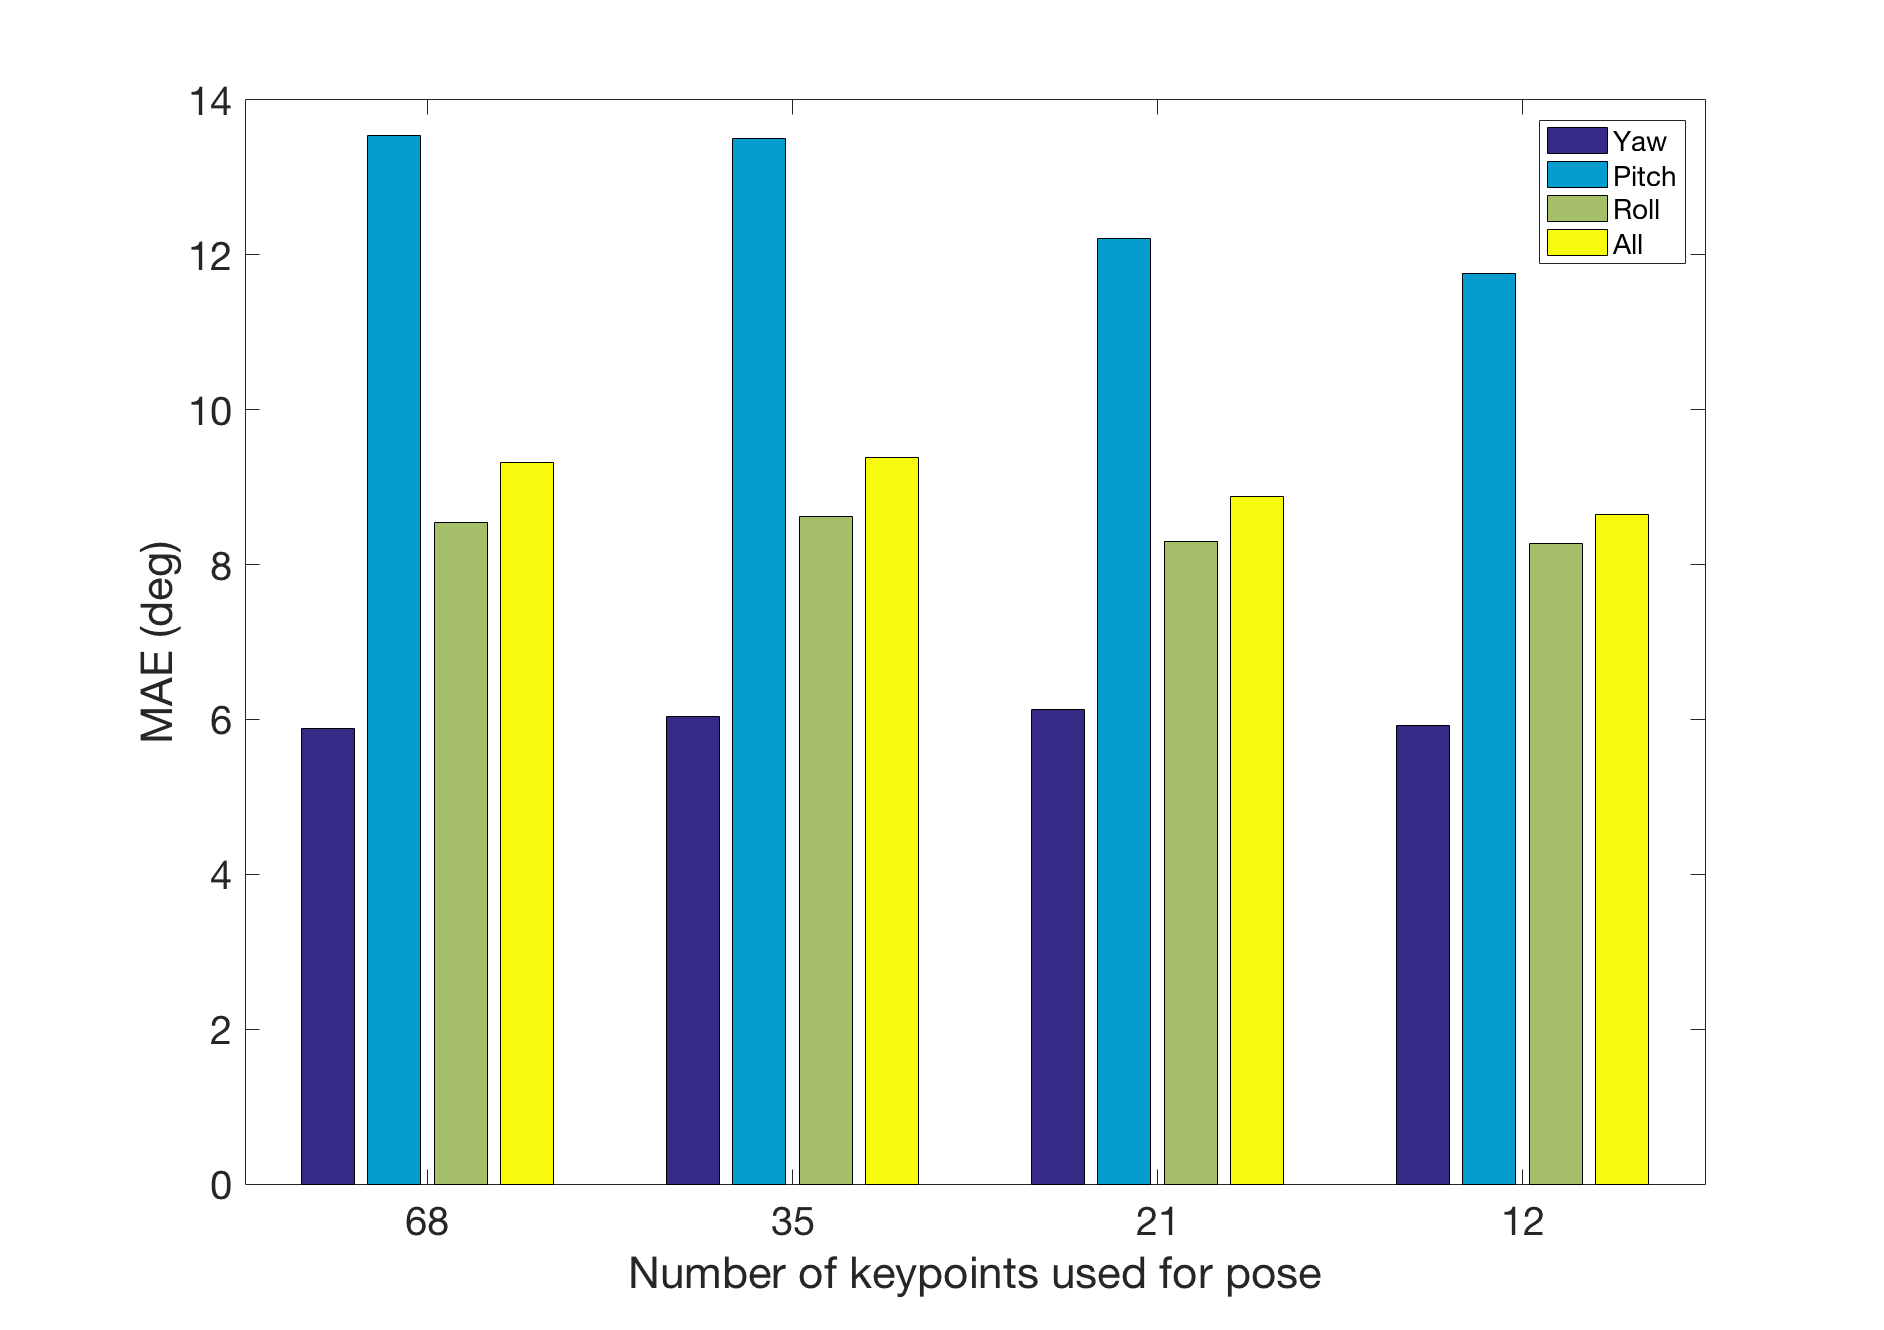 14
12
10
8
6
4
2
0
MAE (deg)
Yaw
Pitch
Roll
All
68 35 21 12
Number of keypoints used for pose